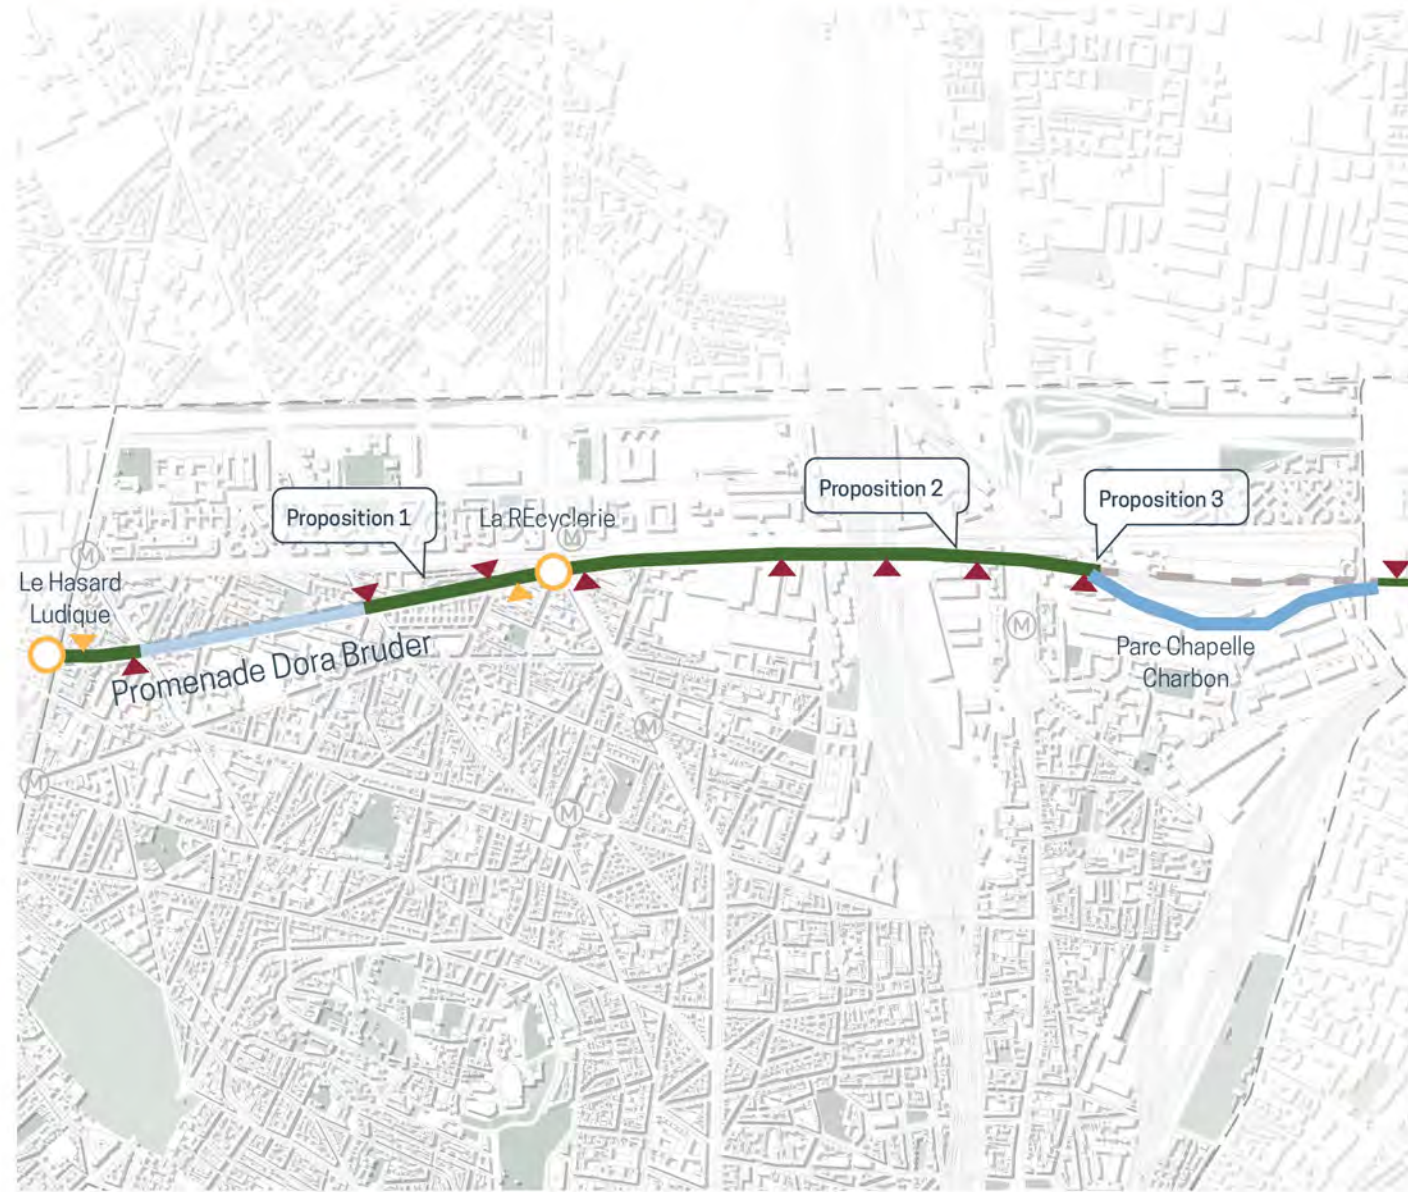 Proposition 2
Proposition 3
Proposition 1
La REcyclerie
M
M
Le Hasard
Ludique
M
Promenade Dora Bruder
Parc Chapelle
Charbon
M
M
M